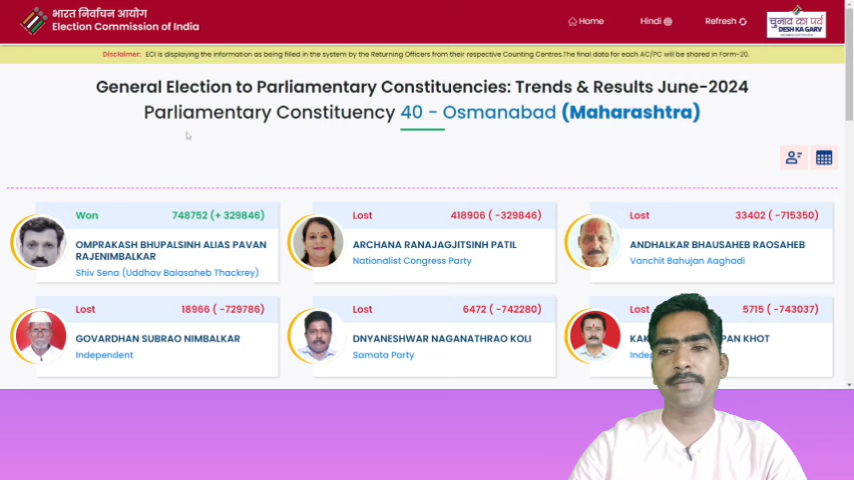 भारत निर्वाचन आयोग
Election Commission of India
Home
Hindi
Refresh
चुनाव का पर्व
DESH KA GARV
Disclaimer: ECI is displaying the information as being filled in the system by the Returning Officers from their respective Counting Centres.The final data for each AC/PC will be shared in Form-20.
General Election to Parliamentary Constituencies: Trends & Results June-2024
Parliamentary Constituency 40 - Osmanabad (Maharashtra)
Won 748752 (+ 329846)
OMPRAKASH BHUPALSINH ALIAS PAVAN
RAJENIMBALKAR
Shiv Sena (Uddhav Balasaheb Thackrey)
Lost 418906 ( -329846)
ARCHANA RANAJAGJITSINH PATIL
Nationalist Congress Party
Lost 33402 ( -715350)
ANDHALKAR BHAUSAHEB RAOSAHEB
Vanchit Bahujan Aaghadi
Lost 18966 ( -729786)
GOVARDHAN SUBRAO NIMBALKAR
Independent
Lost 6472 ( -742280)
DNYANESHWAR NAGANATHRAO KOLI
Samata Party
Lost 5715 ( -743037)
KHOT